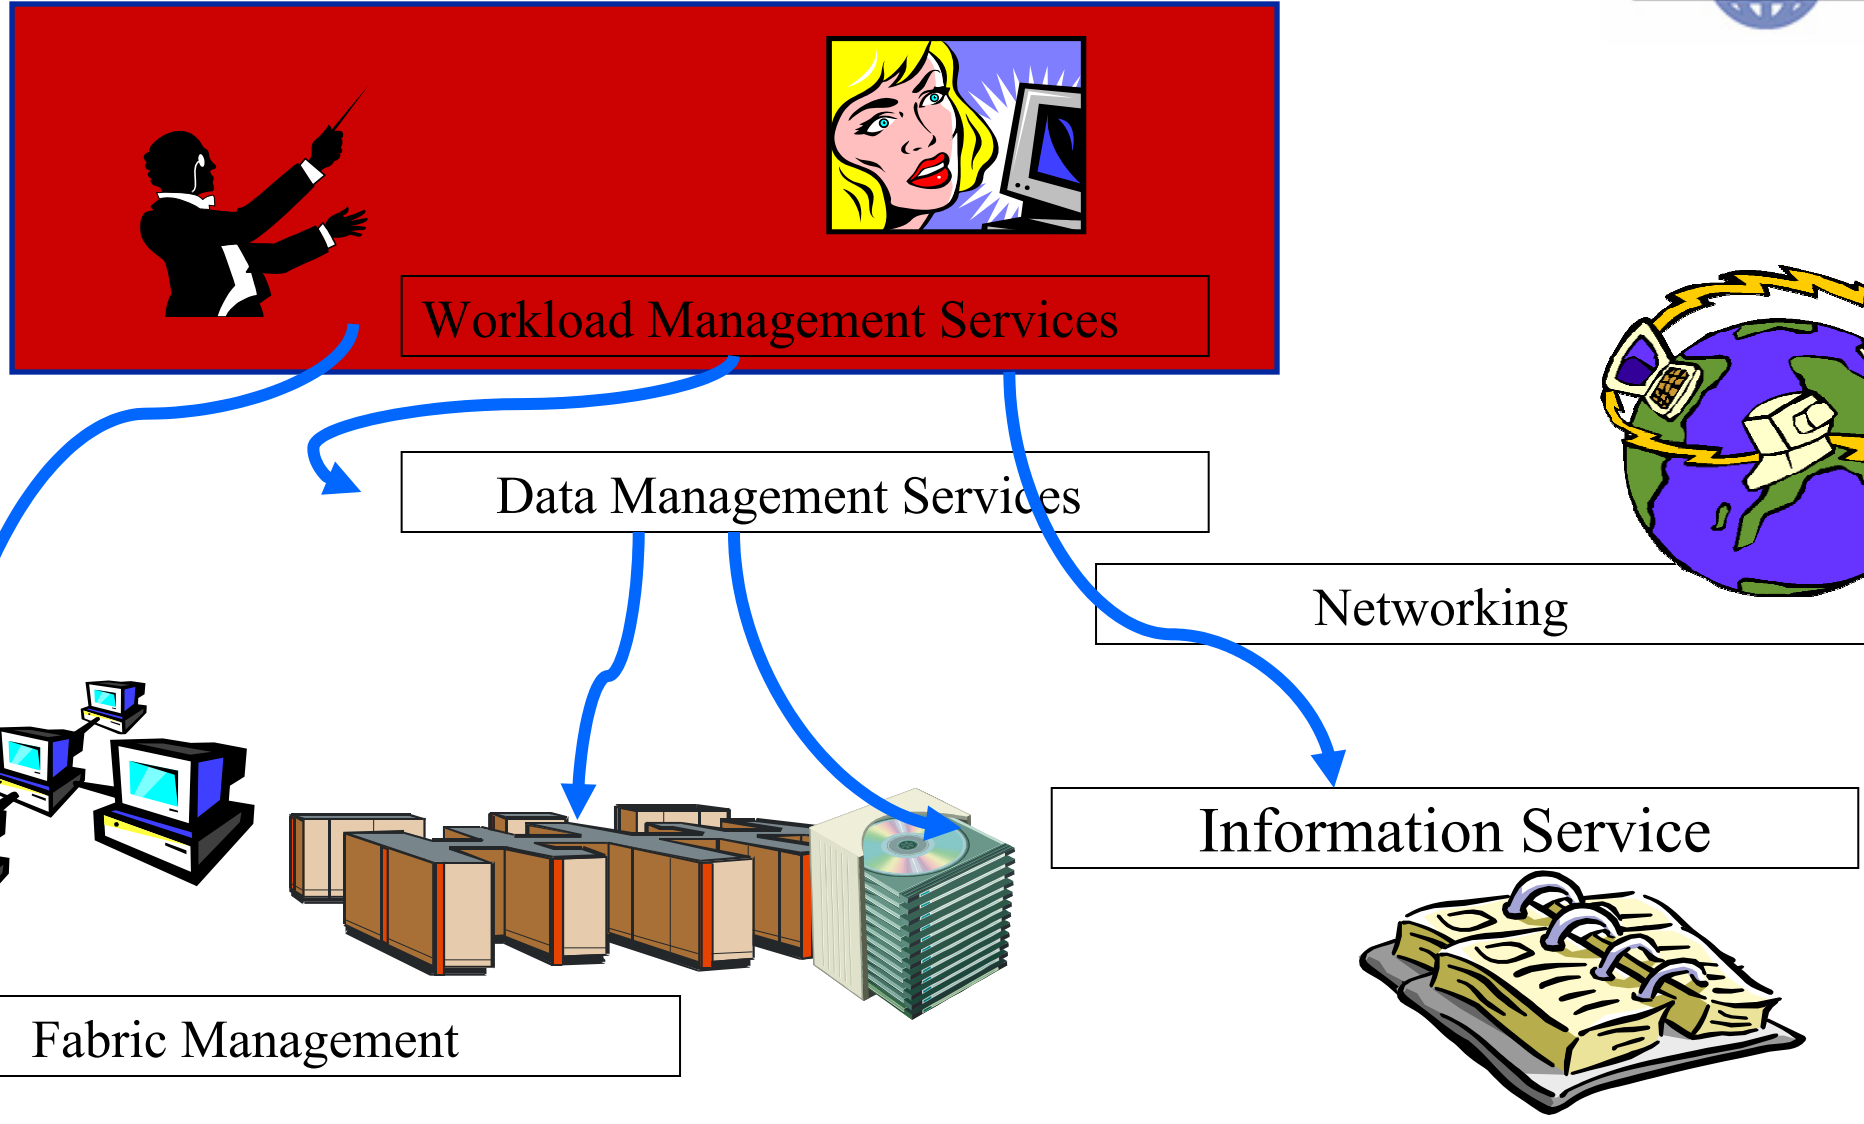 Workload Management Services
Data Management Services
Networking
Information Service
Fabric Management